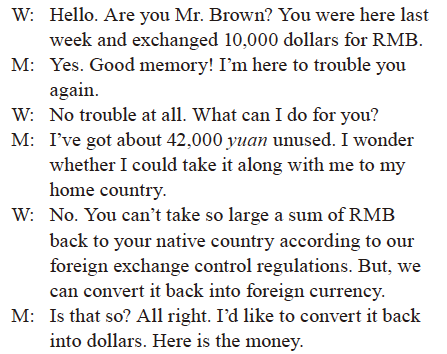 W: Hello. Are you Mr. Brown? You were here last
week and exchanged 10,000 dollars for RMB.
M: Yes. Good memory! I’m here to trouble you
again.
W: No trouble at all. What can I do for you?
M: I’ve got about 42,000 yuan unused. I wonder
whether I could take it along with me to my
home country.
W: No. You can’t take so large a sum of RMB
back to your native country according to our
foreign exchange control regulations. But, we
can convert it back into foreign currency.
M: Is that so? All right. I’d like to convert it back
into dollars. Here is the money.